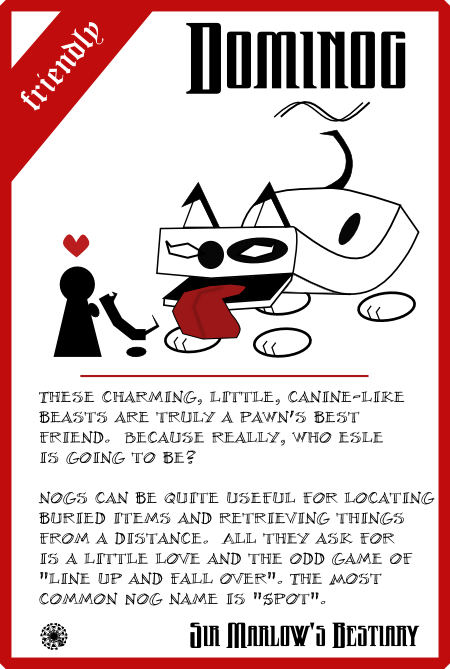 friendly
Dominog
These charming, little, canine-like
beasts are truly a pawn's best
friend. Because really, who esle
is going to be?
Nogs can be quite useful for locating
buried items and retrieving things
from a distance. All they ask for
is a little love and the odd game of
"Line up and fall over". The most
common nog name is "$pot".
Sir Marlow's Bestiary